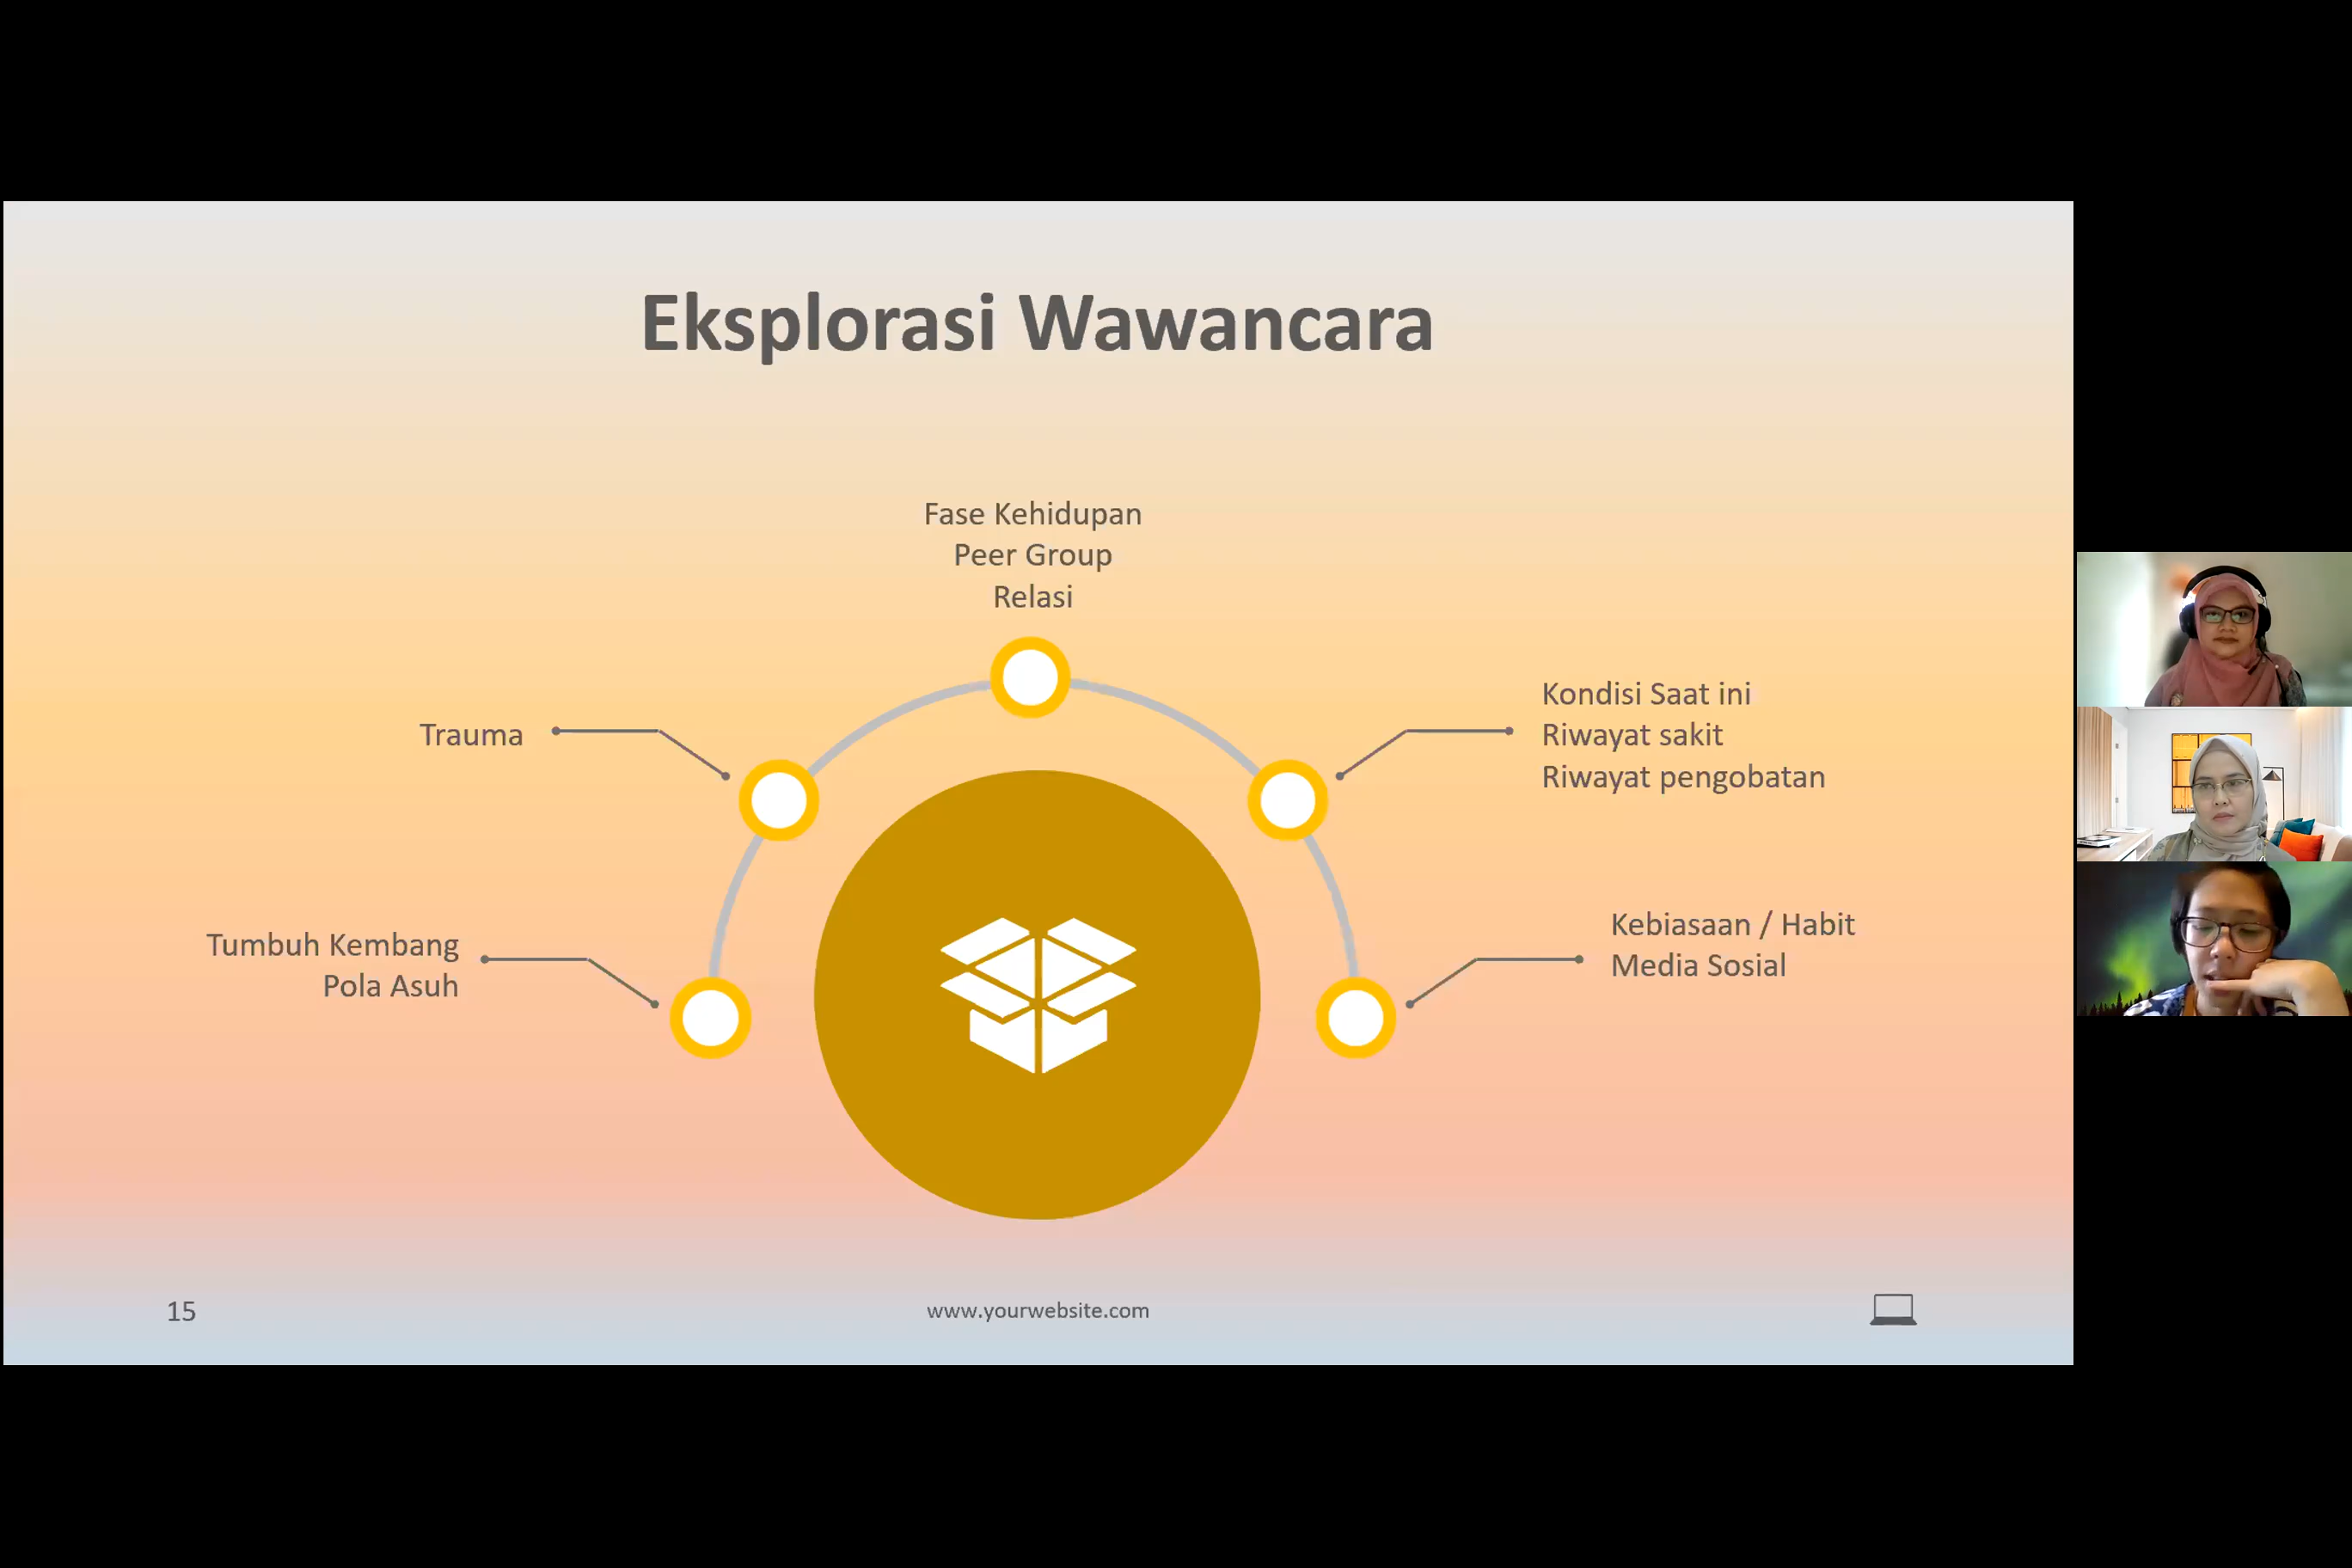 Eksplorasi Wawancara
Fase Kehidupan
Peer Group
Relasi
Trauma
Kondisi Saat ini
Riwayat sakit
Riwayat pengobatan
Tumbuh Kembang
Pola Asuh
Kebiasaan / Habit
Media Sosial
15
www.yourwebsite.com